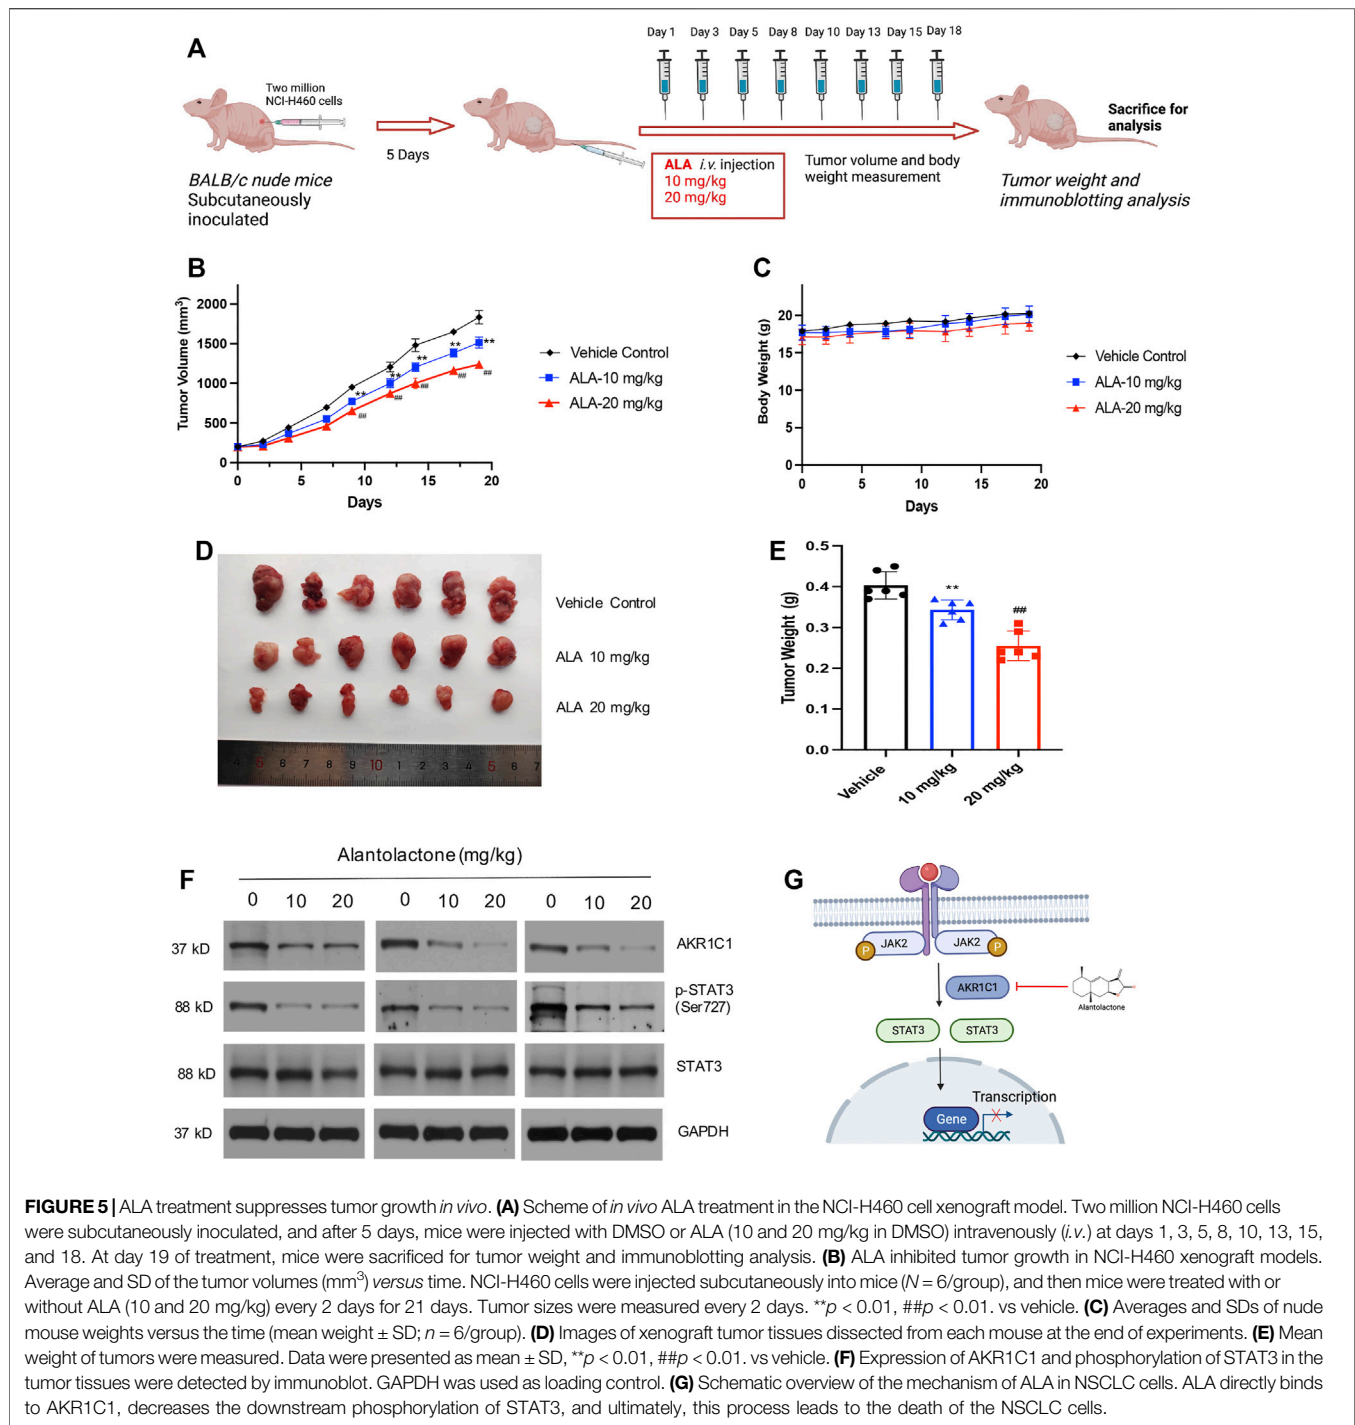 A
Day 1 Day 3 Day 5 Day 8 Day 10 Day 13 Day 15 Day 18
Two million
NCI-H460 cells
5 Days
BALB/c nude mice
Subcutaneously
inoculated
ALA i.v. injection
10 mg/kg
20 mg/kg
Tumor volume and body
weight measurement
Sacrifice for
analysis
Tumor weight and
immunoblotting analysis
B
Tumor Volume (mm3)
2000
1500
1000
500
0
0 5 10 15 20
Days
** ** ** ** **
## ## ## ## ##
Vehicle Control
ALA-10 mg/kg
ALA-20 mg/kg
C
Body Weight (g)
20
15
10
5
0
0 5 10 15 20
Days
Vehicle Control
ALA-10 mg/kg
ALA-20 mg/kg
D
Vehicle Control
ALA 10 mg/kg
ALA 20 mg/kg
4 5 6 7 8 9 10 1 2 3 4 5 6 7
E
Tumor Weight (g)
0.5
0.4
0.3
0.2
0.1
0.0
**
##
Vehicle
10 mg/kg
20 mg/kg
F
Alantolactone (mg/kg)
0 10 20 0 10 20 0 10 20
37 kD AKR1C1
88 kD p-STAT3
(Ser727)
88 kD STAT3
37 kD GAPDH
G
JAK2 JAK2
P P
AKR1C1
Alantolactone
STAT3 STAT3
Transcription
Gene
FIGURE 5 | ALA treatment suppresses tumor growth in vivo. (A) Scheme of in vivo ALA treatment in the NCI-H460 cell xenograft model. Two million NCI-H460 cells
were subcutaneously inoculated, and after 5 days, mice were injected with DMSO or ALA (10 and 20 mg/kg in DMSO) intravenously (i.v.) at days 1, 3, 5, 8, 10, 13, 15,
and 18. At day 19 of treatment, mice were sacrificed for tumor weight and immunoblotting analysis. (B) ALA inhibited tumor growth in NCI-H460 xenograft models.
Average and SD of the tumor volumes (mm3) versus time. NCI-H460 cells were injected subcutaneously into mice (N = 6/group), and then mice were treated with or
without ALA (10 and 20 mg/kg) every 2 days for 21 days. Tumor sizes were measured every 2 days. **p < 0.01, ##p < 0.01. vs vehicle. (C) Averages and SDs of nude
mouse weights versus the time (mean weight ± SD; n = 6/group). (D) Images of xenograft tumor tissues dissected from each mouse at the end of experiments. (E) Mean
weight of tumors were measured. Data were presented as mean ± SD, **p < 0.01, ##p < 0.01. vs vehicle. (F) Expression of AKR1C1 and phosphorylation of STAT3 in the
tumor tissues were detected by immunoblot. GAPDH was used as loading control. (G) Schematic overview of the mechanism of ALA in NSCLC cells. ALA directly binds
to AKR1C1, decreases the downstream phosphorylation of STAT3, and ultimately, this process leads to the death of the NSCLC cells.